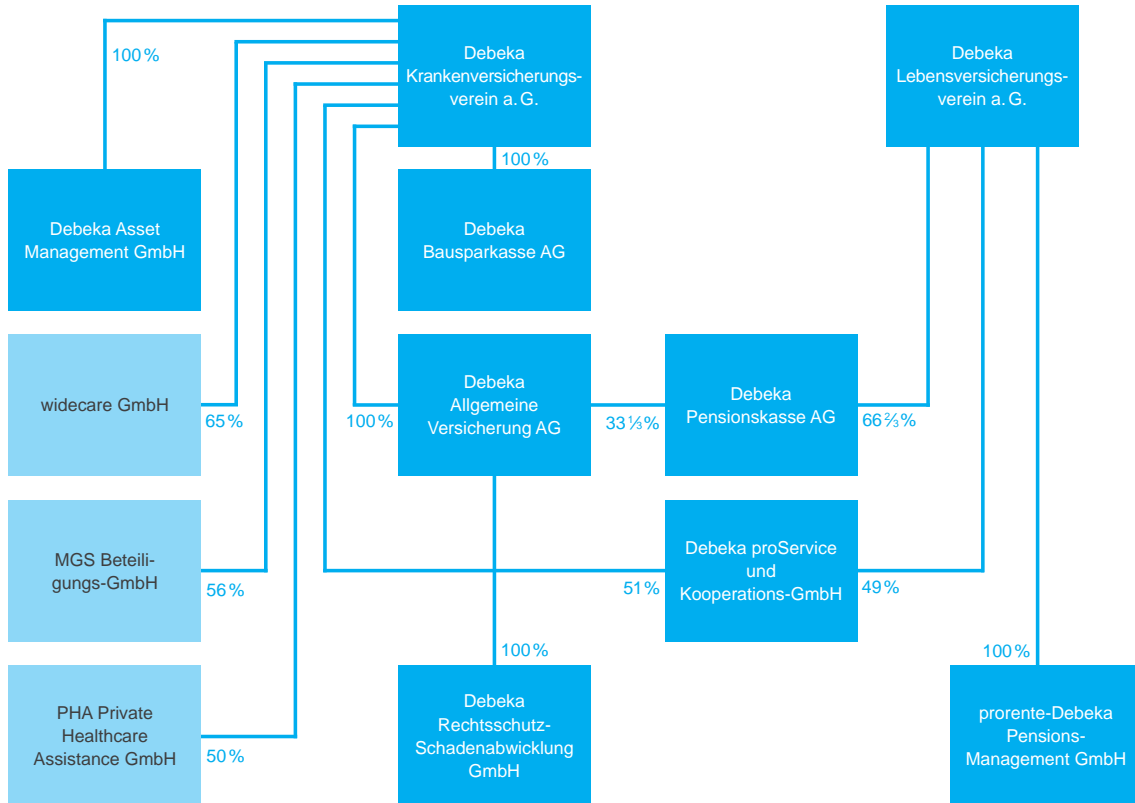 Debeka
Krankenversicherungs-
verein a. G.
Debeka
Lebensversicherungs-
verein a. G.
100 %
100 %
Debeka Asset
Management GmbH
Debeka
Bausparkasse AG
widecare GmbH
65 %
100 %
Debeka
Allgemeine
Versicherung AG
33 ⅓ %
Debeka
Pensionskasse AG
66 ⅔ %
MGS Beteili-
gungs-GmbH
56 %
51 %
Debeka proService
und
Kooperations-GmbH
49 %
100 %
100 %
PHA Private
Healthcare
Assistance GmbH
50 %
Debeka
Rechtsschutz-
Schadenabwicklung
GmbH
prorente-Debeka
Pensions-
Management GmbH